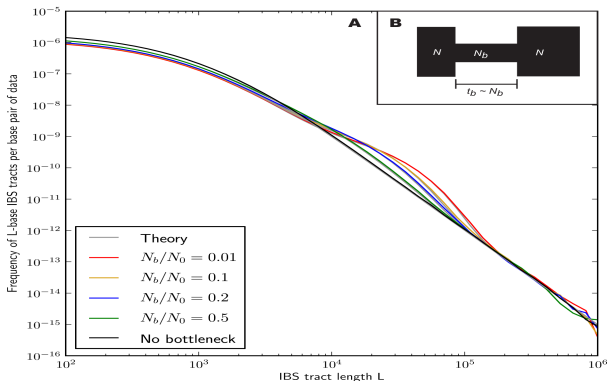 A
B
N
N_b
N
t_b ~ N_b
Frequency of L-base IBS tracts per base pair of data
10^−5
10^−6
10^−7
10^−8
10^−9
10^−10
10^−11
10^−12
10^−13
10^−14
10^−15
10^−16
Theory
N_b/N_0 = 0.01
N_b/N_0 = 0.1
N_b/N_0 = 0.2
N_b/N_0 = 0.5
No bottleneck
10^2
10^3
10^4
10^5
10^6
IBS tract length L